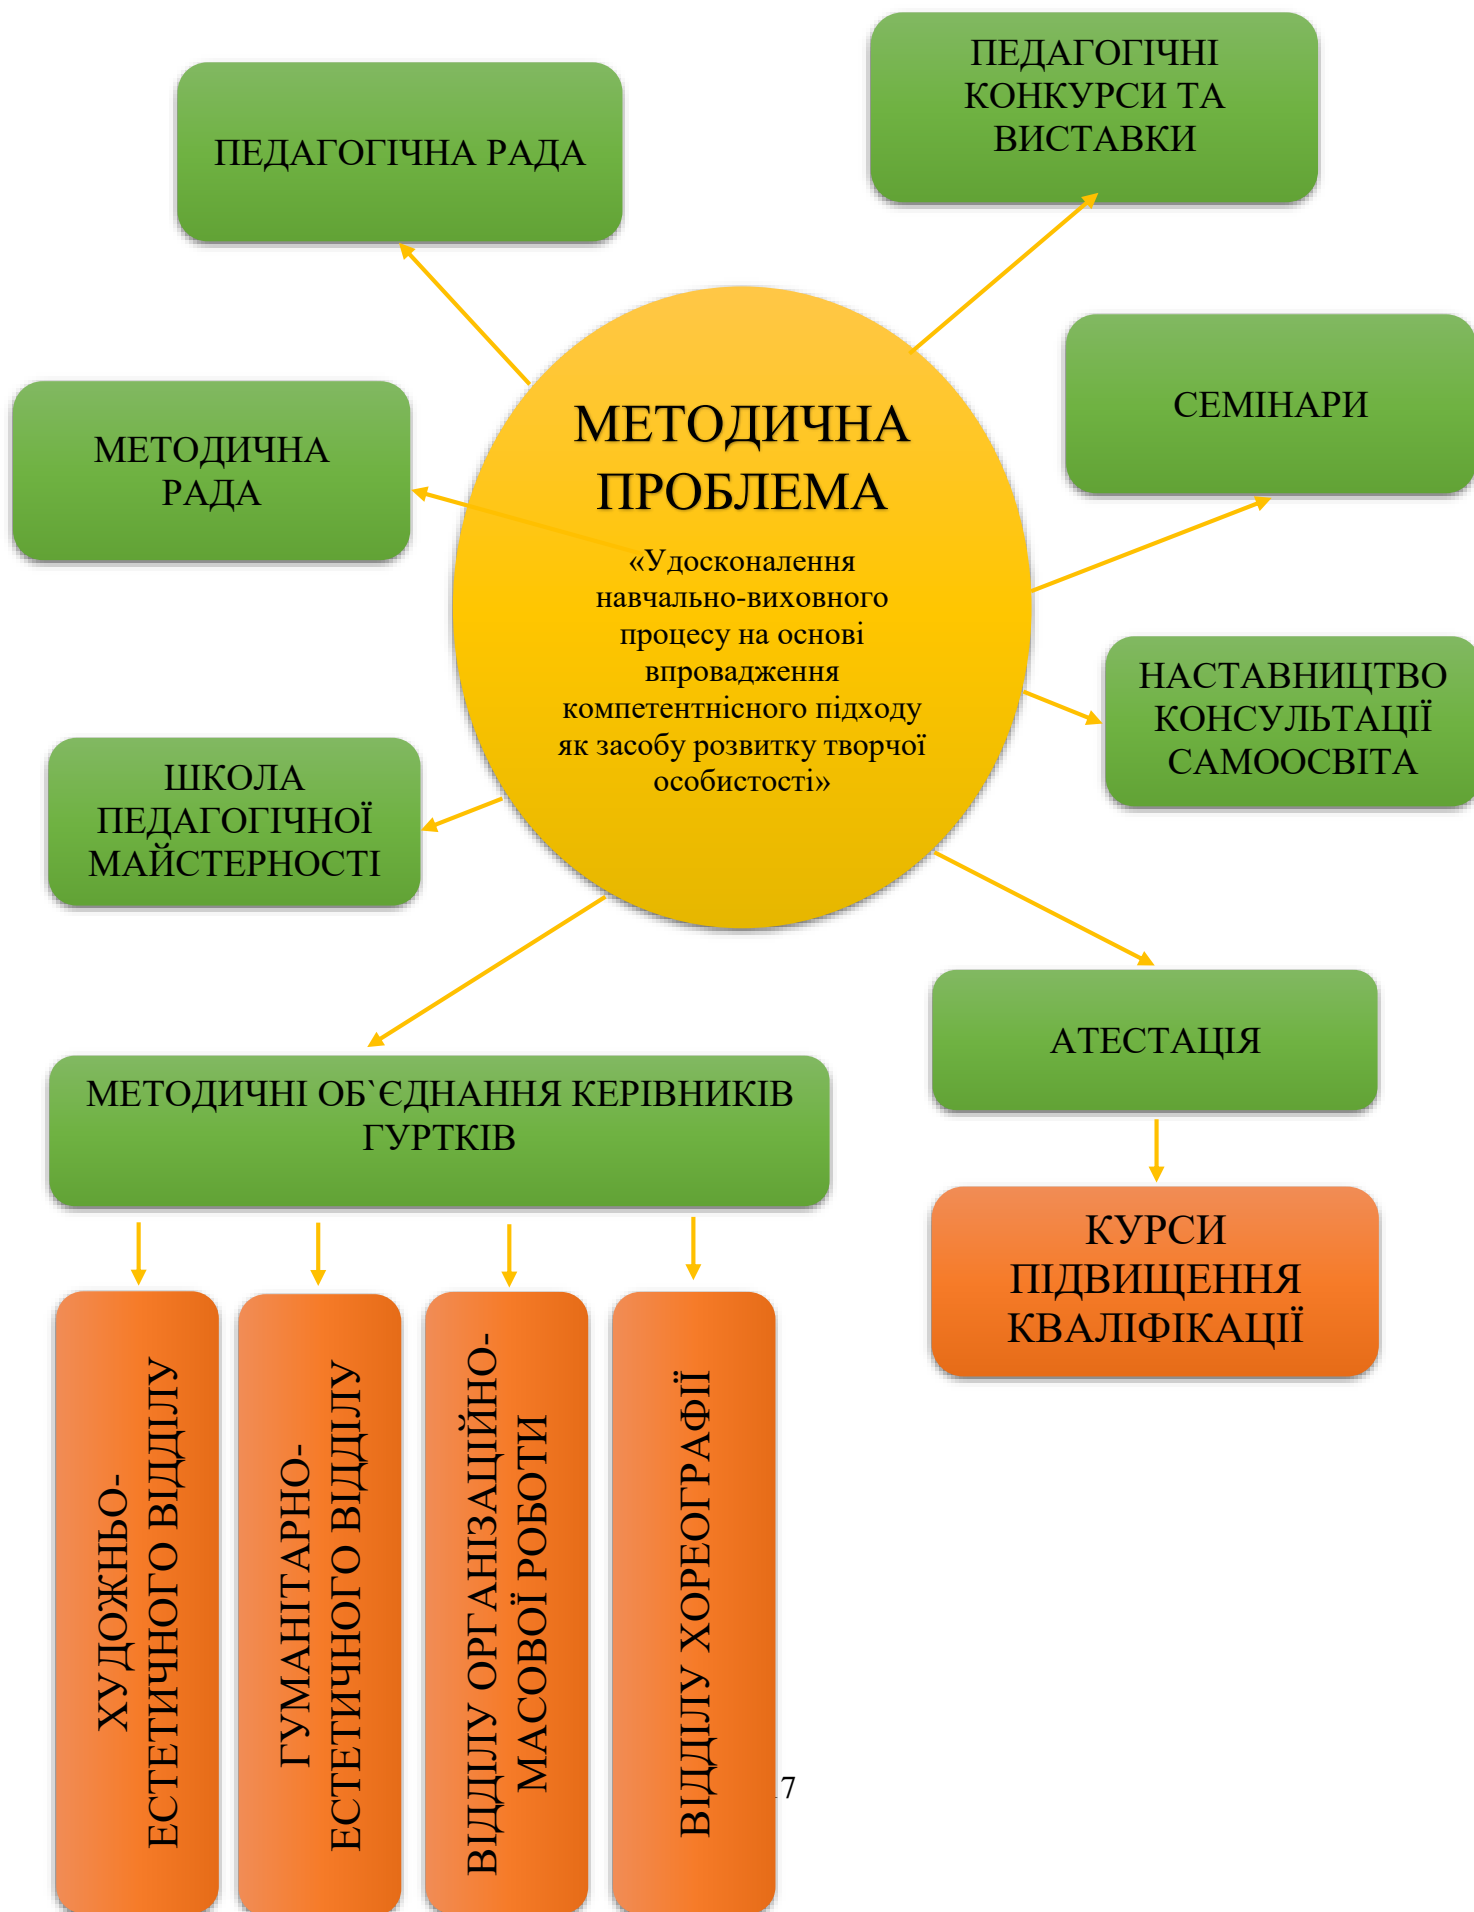 ПЕДАГОГІЧНІ
КОНКУРСИ ТА
ВИСТАВКИ
ПЕДАГОГІЧНА РАДА
СЕМІНАРИ
МЕТОДИЧНА
РАДА
МЕТОДИЧНА
ПРОБЛЕМА
«Удосконалення
навчально-виховного
процесу на основі
впровадження
компетентнісного підходу
як засобу розвитку творчої
особистості»
НАСТАВНИЦТВО
КОНСУЛЬТАЦІЇ
САМООСВІТА
ШКОЛА
ПЕДАГОГІЧНОЇ
МАЙСТЕРНОСТІ
АТЕСТАЦІЯ
МЕТОДИЧНІ ОБ`ЄДНАННЯ КЕРІВНИКІВ
ГУРТКІВ
КУРСИ
ПІДВИЩЕННЯ
КВАЛІФІКАЦІЇ
ХУДОЖНЬО-
ЕСТЕТИЧНОГО ВІДДІЛУ
ГУМАНІТАРНО-
ЕСТЕТИЧНОГО ВІДДІЛУ
ВІДДІЛУ ОРГАНІЗАЦІЙНО-
МАСОВОЇ РОБОТИ
ВІДДІЛУ ХОРЕОГРАФІЇ